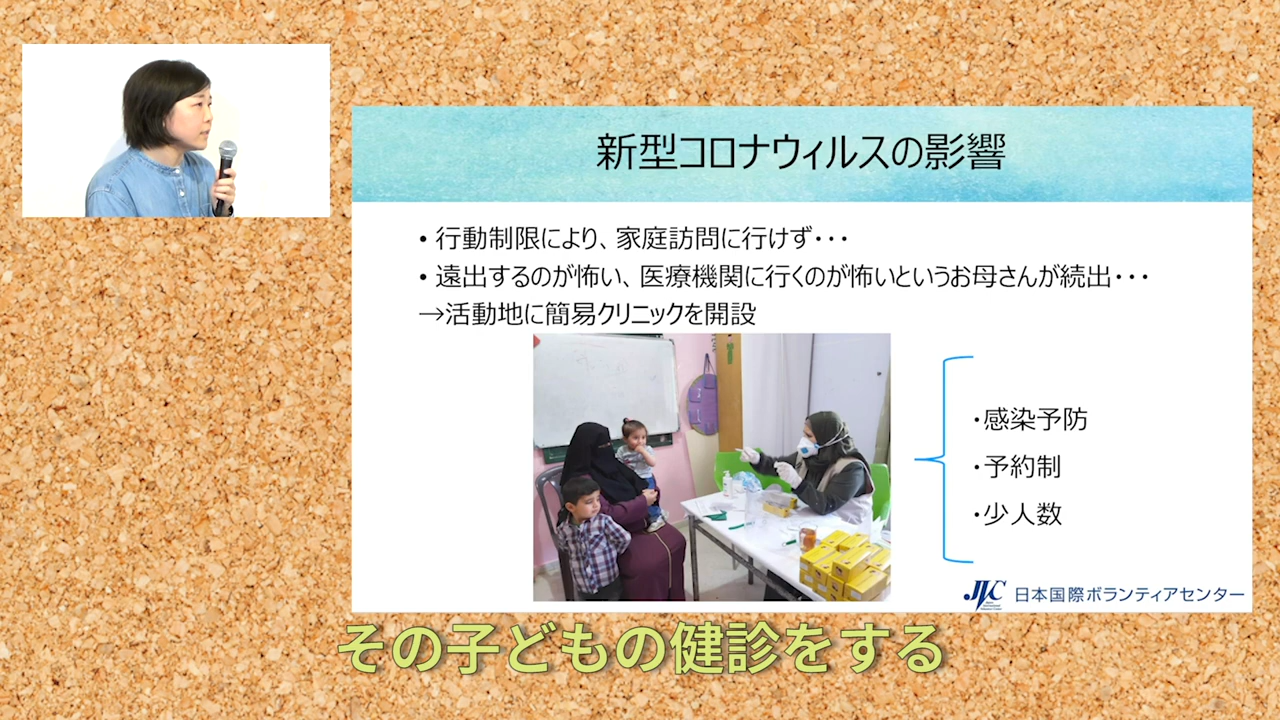 新型コロナウィルスの影響
• 行動制限により、家庭訪問に行けず・・・
• 遠出するのが怖い、医療機関に行くのが怖いというお母さんが続出・・・
→活動地に簡易クリニックを開設
・感染予防
・予約制
・少人数
JVC 日本国際ボランティアセンター
その子どもの健診をする